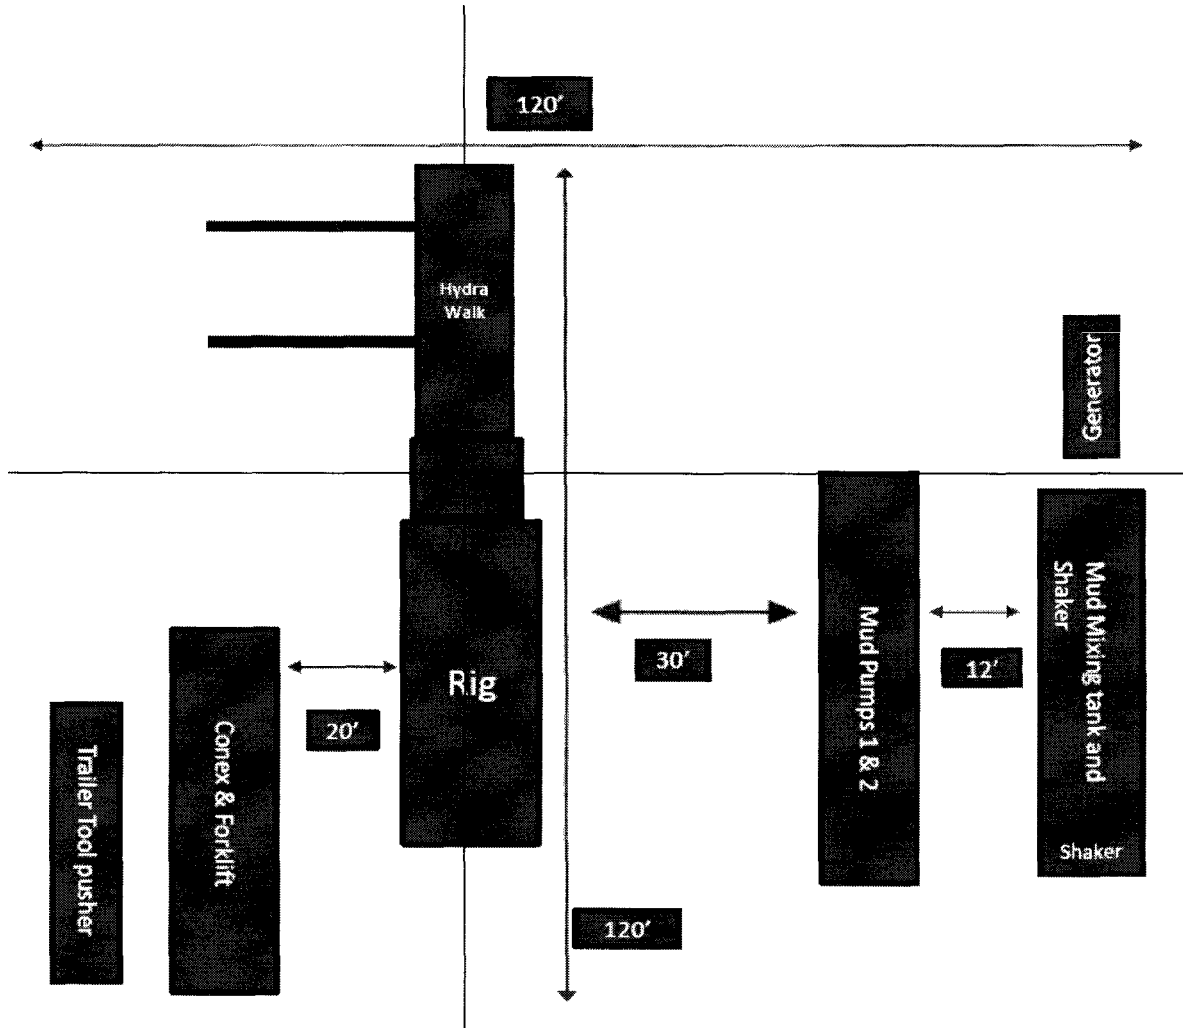 120'
Hydra
Walk
Generator
Mud Mixing tank and
Shaker
Mud Pumps 1 & 2
30'
12'
Rig
20'
Conex & Forklift
Trailer Tool pusher
Shaker
120'